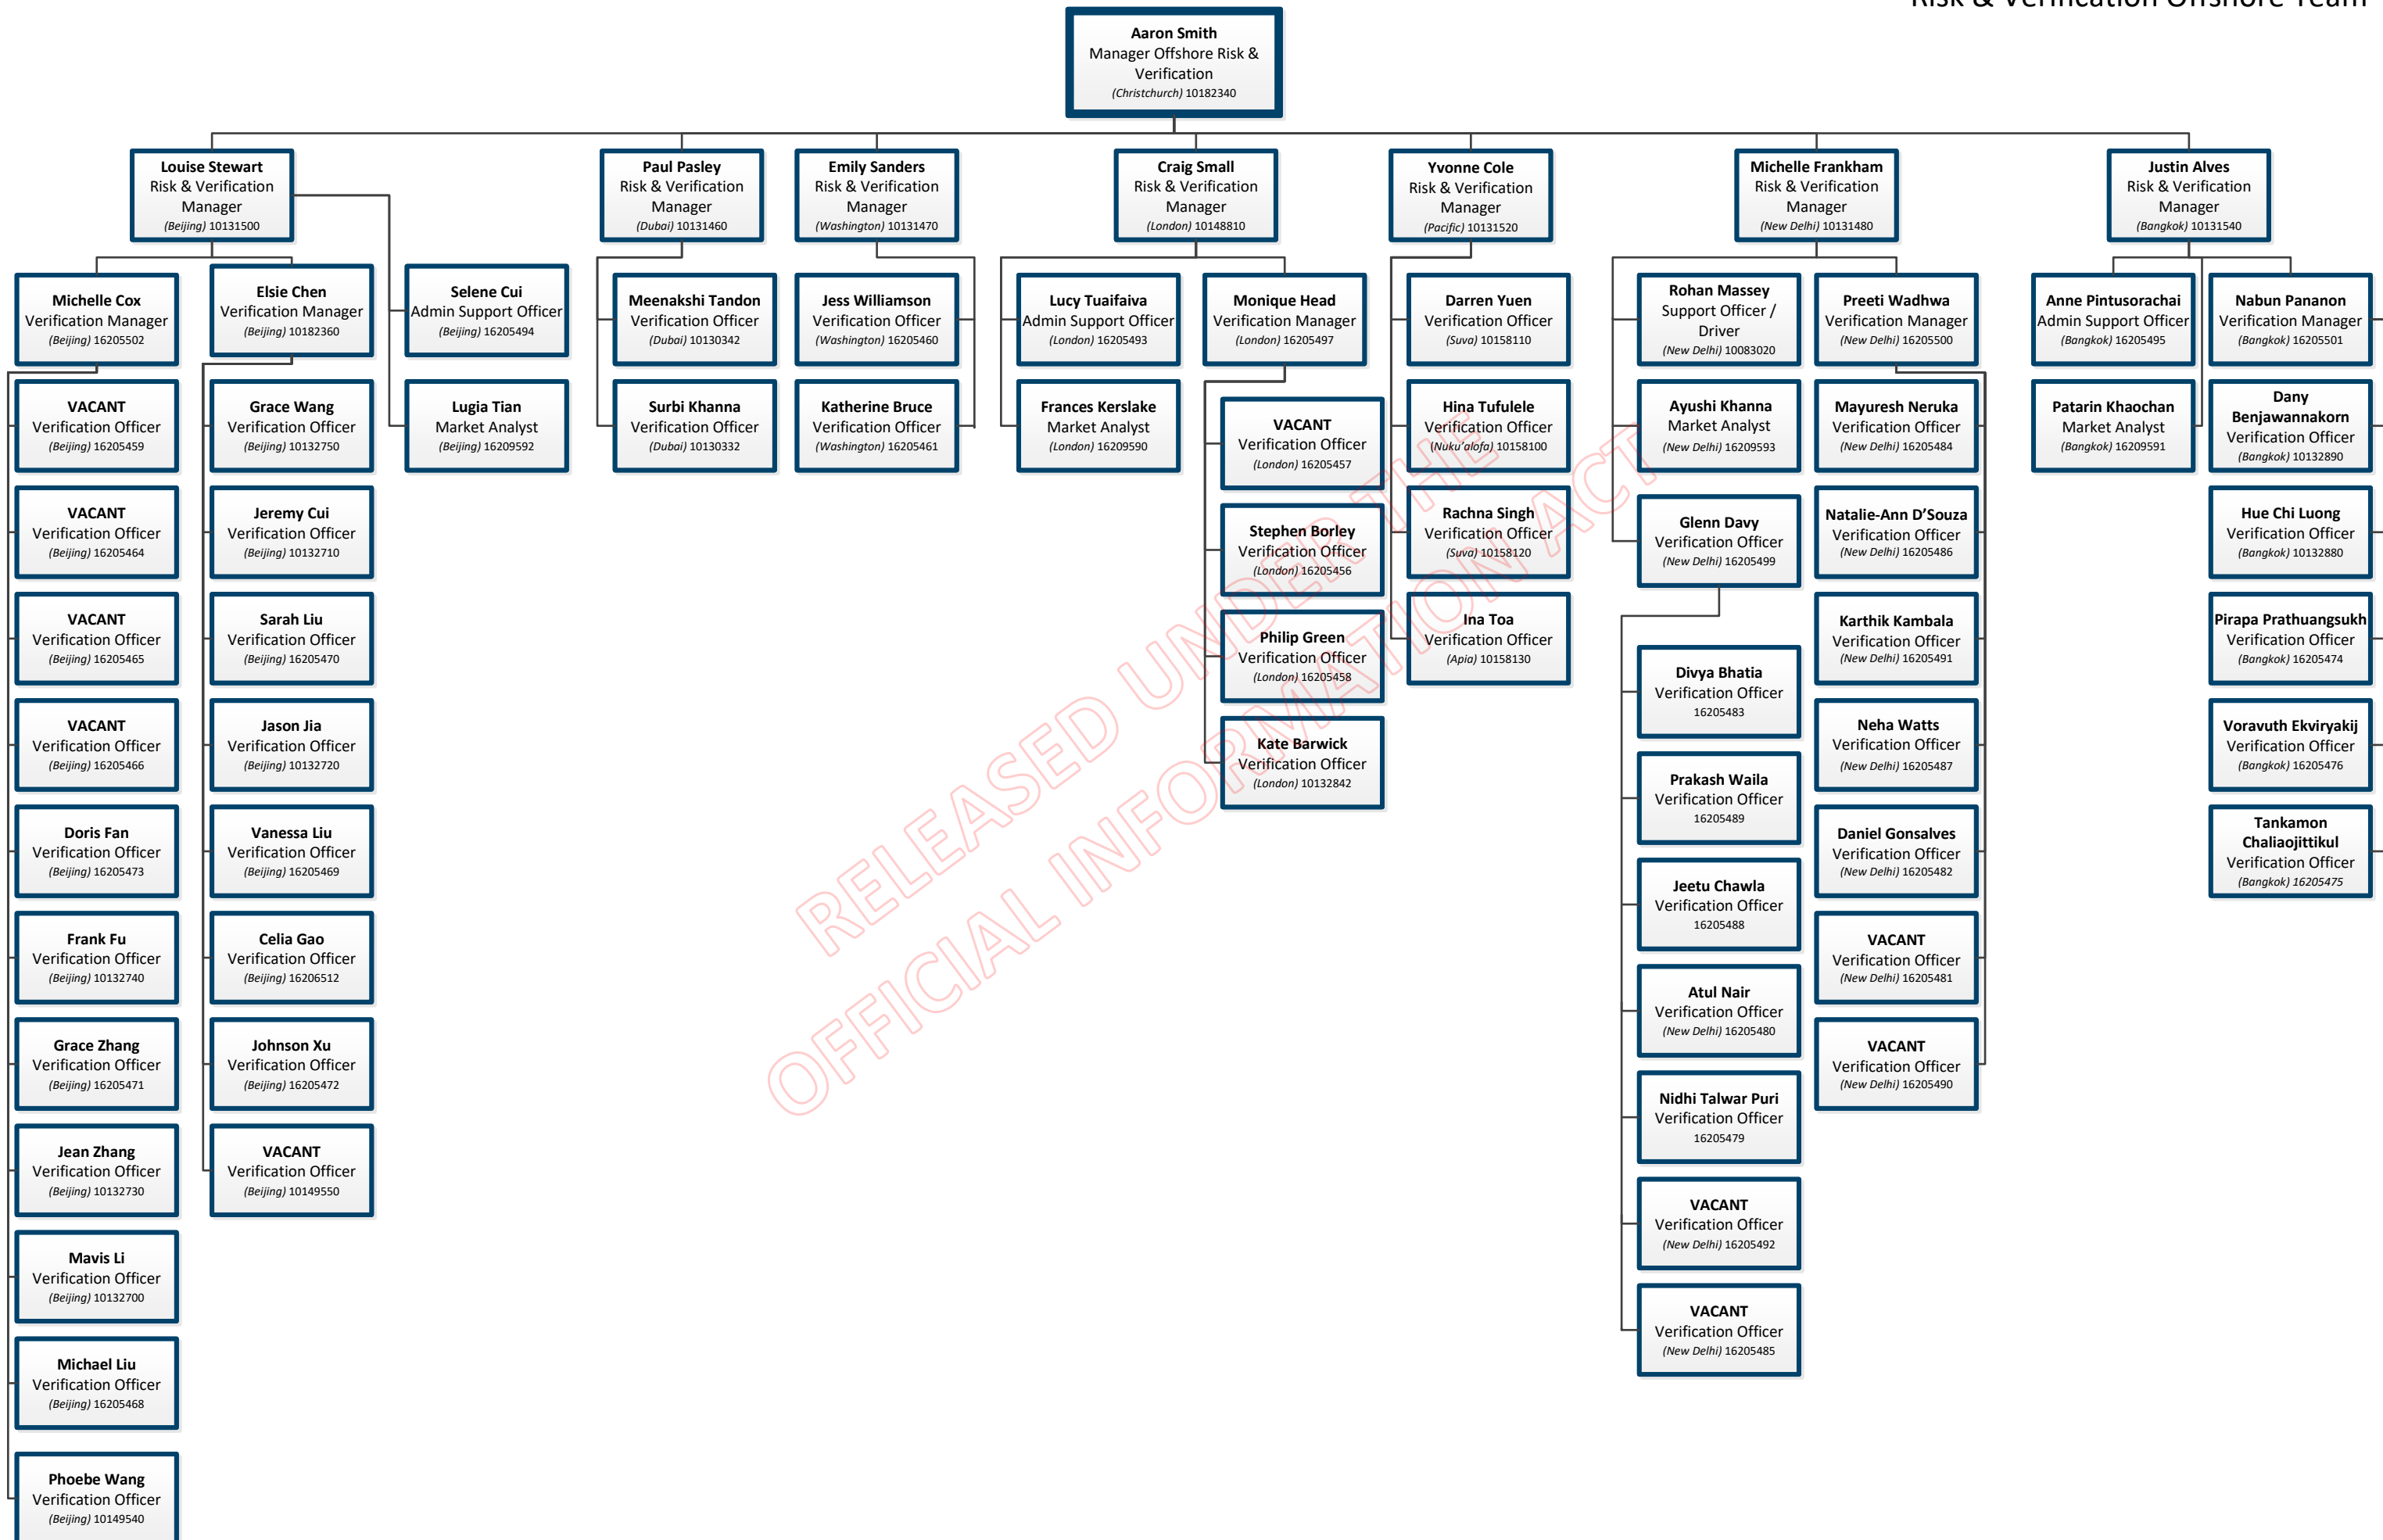 Risk & Verification Offshore Team
Aaron Smith
Manager Offshore Risk &
Verification
(Christchurch) 10182340
Louise Stewart
Risk & Verification
Manager
(Beijing) 10131500
Paul Pasley
Risk & Verification
Manager
(Dubai) 10131460
Emily Sanders
Risk & Verification
Manager
(Washington) 10131470
Craig Small
Risk & Verification
Manager
(London) 10148810
Yvonne Cole
Risk & Verification
Manager
(Pacific) 10131520
Michelle Frankham
Risk & Verification
Manager
(New Delhi) 10131480
Justin Alves
Risk & Verification
Manager
(Bangkok) 10131540
Michelle Cox
Verification Manager
(Beijing) 16205502
VACANT
Verification Officer
(Beijing) 16205459
VACANT
Verification Officer
(Beijing) 16205464
VACANT
Verification Officer
(Beijing) 16205465
VACANT
Verification Officer
(Beijing) 16205466
Doris Fan
Verification Officer
(Beijing) 16205473
Frank Fu
Verification Officer
(Beijing) 10132740
Grace Zhang
Verification Officer
(Beijing) 16205471
Jean Zhang
Verification Officer
(Beijing) 10132730
Mavis Li
Verification Officer
(Beijing) 10132700
Michael Liu
Verification Officer
(Beijing) 16205468
Phoebe Wang
Verification Officer
(Beijing) 10149540
Elsie Chen
Verification Manager
(Beijing) 10182360
Grace Wang
Verification Officer
(Beijing) 10132750
Jeremy Cui
Verification Officer
(Beijing) 10132710
Sarah Liu
Verification Officer
(Beijing) 16205470
Jason Jia
Verification Officer
(Beijing) 10132720
Vanessa Liu
Verification Officer
(Beijing) 16205469
Celia Gao
Verification Officer
(Beijing) 16206512
Johnson Xu
Verification Officer
(Beijing) 16205472
VACANT
Verification Officer
(Beijing) 10149550
Selene Cui
Admin Support Officer
(Beijing) 16205494
Lugia Tian
Market Analyst
(Beijing) 16209592
Meenakshi Tandon
Verification Officer
(Dubai) 10130342
Surbi Khanna
Verification Officer
(Dubai) 10130332
Jess Williamson
Verification Officer
(Washington) 16205460
Katherine Bruce
Verification Officer
(Washington) 16205461
Lucy Tuaifaiva
Admin Support Officer
(London) 16205493
Frances Kerslake
Market Analyst
(London) 16209590
Monique Head
Verification Manager
(London) 16205497
VACANT
Verification Officer
(London) 16205457
Stephen Borley
Verification Officer
(London) 16205456
Philip Green
Verification Officer
(London) 16205458
Kate Barwick
Verification Officer
(London) 10132842
Darren Yuen
Verification Officer
(Suva) 10158110
Hina Tufulele
Verification Officer
(Nuku'alofa) 10158100
Rachna Singh
Verification Officer
(Suva) 10158120
Ina Toa
Verification Officer
(Apia) 10158130
Rohan Massey
Support Officer /
Driver
(New Delhi) 10083020
Ayushi Khanna
Market Analyst
(New Delhi) 16209593
Glenn Davy
Verification Officer
(New Delhi) 16205499
Divya Bhatia
Verification Officer
16205483
Prakash Waila
Verification Officer
16205489
Jeetu Chawla
Verification Officer
16205488
Atul Nair
Verification Officer
(New Delhi) 16205480
Nidhi Talwar Puri
Verification Officer
16205479
VACANT
Verification Officer
(New Delhi) 16205492
VACANT
Verification Officer
(New Delhi) 16205485
Preeti Wadhwa
Verification Manager
(New Delhi) 16205500
Mayuresh Neruka
Verification Officer
(New Delhi) 16205484
Natalie-Ann D’Souza
Verification Officer
(New Delhi) 16205486
Karthik Kambala
Verification Officer
(New Delhi) 16205491
Neha Watts
Verification Officer
(New Delhi) 16205487
Daniel Gonsalves
Verification Officer
(New Delhi) 16205482
VACANT
Verification Officer
(New Delhi) 16205481
VACANT
Verification Officer
(New Delhi) 16205490
Anne Pintusorachai
Admin Support Officer
(Bangkok) 16205495
Patarin Khaochan
Market Analyst
(Bangkok) 16209591
Nabun Pananon
Verification Manager
(Bangkok) 16205501
Dany
Benjawannakorn
Verification Officer
(Bangkok) 10132890
Hue Chi Luong
Verification Officer
(Bangkok) 10132880
Pirapa Prathuangsukh
Verification Officer
(Bangkok) 16205474
Voravuth Ekviryakij
Verification Officer
(Bangkok) 16205476
Tankamon
Chaliaojittikul
Verification Officer
(Bangkok) 16205475
RELEASED UNDER THE
OFFICIAL INFORMATION ACT